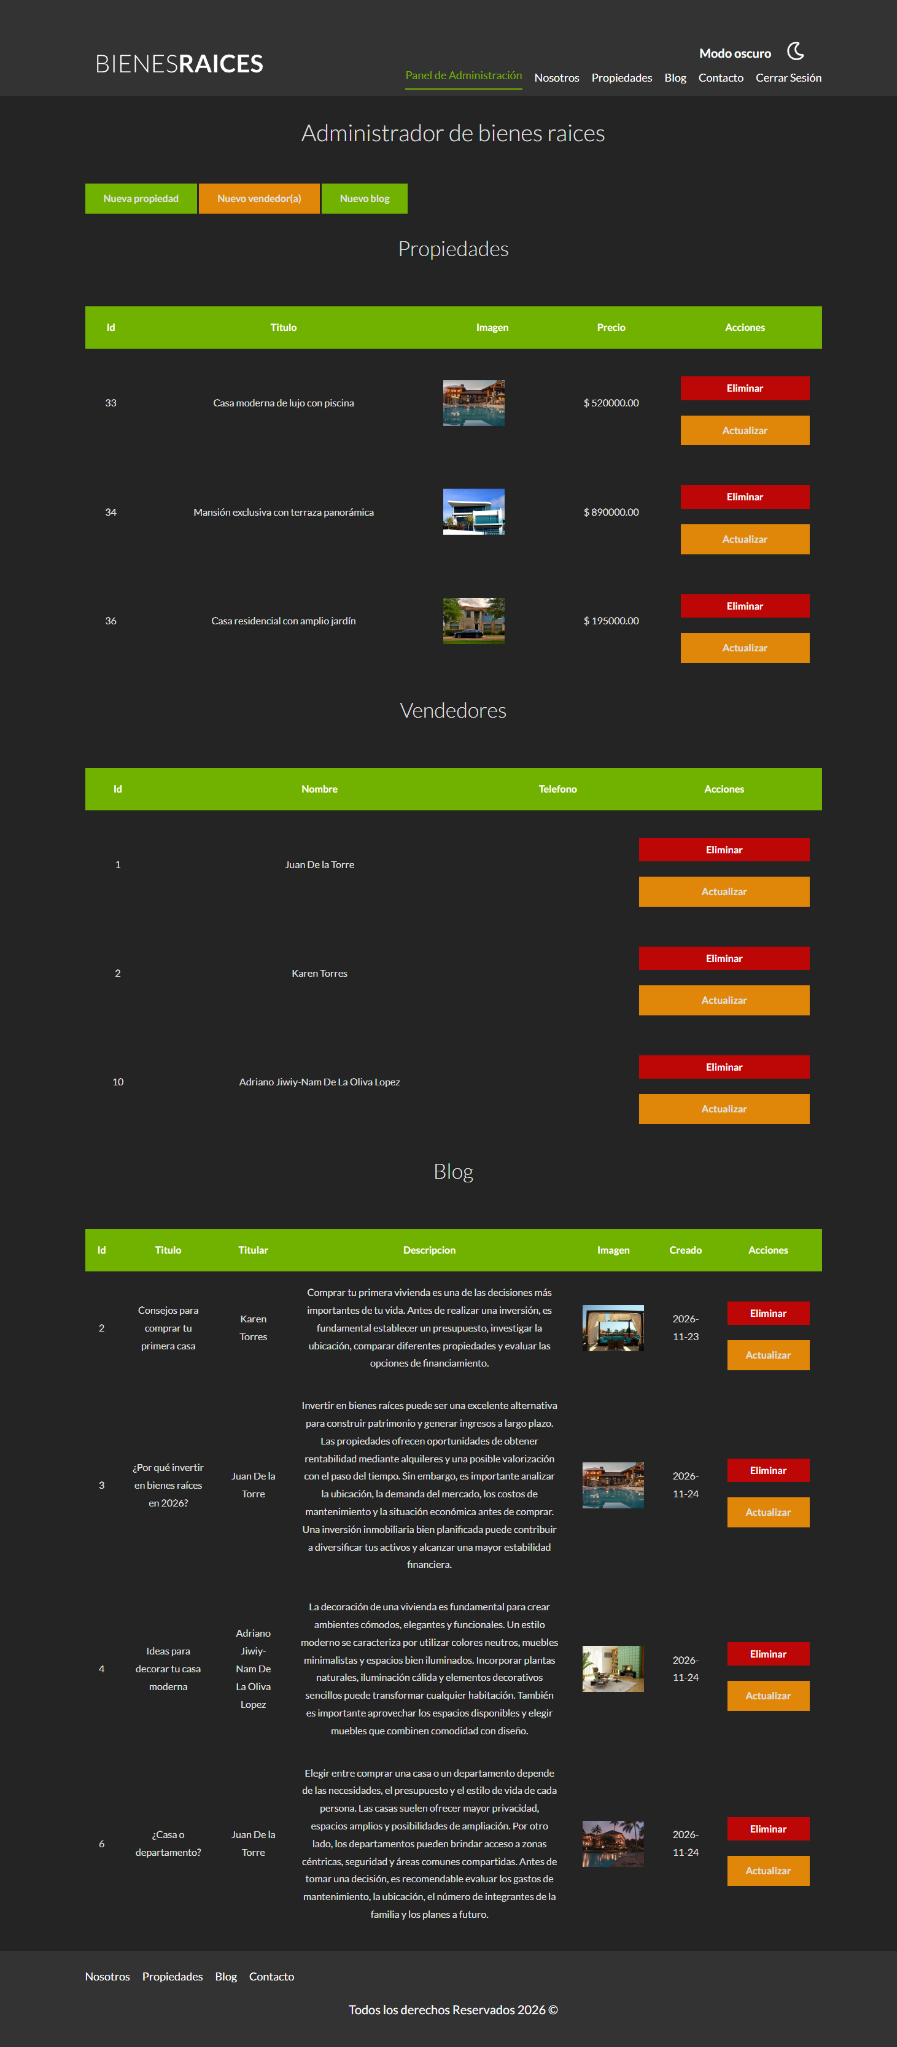 BIENESRAICES
Modo oscuro
Panel de Administración Nosotros Propiedades Blog Contacto Cerrar Sesión
Administrador de bienes raices
Nueva propiedad Nuevo vendedor(a) Nuevo blog
Propiedades
Id Titulo Imagen Precio Acciones
33 Casa moderna de lujo con piscina $ 520000.00 Eliminar
Actualizar
34 Mansión exclusiva con terraza panorámica $ 890000.00 Eliminar
Actualizar
36 Casa residencial con amplio jardín $ 195000.00 Eliminar
Actualizar
Vendedores
Id Nombre Telefono Acciones
1 Juan De la Torre Eliminar
Actualizar
2 Karen Torres Eliminar
Actualizar
10 Adriano Jiwiy-Nam De La Oliva Lopez Eliminar
Actualizar
Blog
Id Titulo Titular Descripcion Imagen Creado Acciones
2
Consejos para
comprar tu
primera casa
Karen
Torres
Comprar tu primera vivienda es una de las decisiones más
importantes de tu vida. Antes de realizar una inversión, es
fundamental establecer un presupuesto, investigar la
ubicación, comparar diferentes propiedades y evaluar las
opciones de financiamiento.
2026-
11-23
Eliminar
Actualizar
3
¿Por qué invertir
en bienes raíces
en 2026?
Juan De la
Torre
Invertir en bienes raíces puede ser una excelente alternativa
para construir patrimonio y generar ingresos a largo plazo.
Las propiedades ofrecen oportunidades de obtener
rentabilidad mediante alquileres y una posible valorización
con el paso del tiempo. Sin embargo, es importante analizar
la ubicación, la demanda del mercado, los costos de
mantenimiento y la situación económica antes de comprar.
Una inversión inmobiliaria bien planificada puede contribuir
a diversificar tus activos y alcanzar una mayor estabilidad
financiera.
2026-
11-24
Eliminar
Actualizar
4
Ideas para
decorar tu casa
moderna
Adriano
Jiwiy-
Nam De
La Oliva
Lopez
La decoración de una vivienda es fundamental para crear
ambientes cómodos, elegantes y funcionales. Un estilo
moderno se caracteriza por utilizar colores neutros, muebles
minimalistas y espacios bien iluminados. Incorporar plantas
naturales, iluminación cálida y elementos decorativos
sencillos puede transformar cualquier habitación. También
es importante aprovechar los espacios disponibles y elegir
muebles que combinen comodidad con diseño.
2026-
11-24
Eliminar
Actualizar
6
¿Casa o
departamento?
Juan De la
Torre
Elegir entre comprar una casa o un departamento depende
de las necesidades, el presupuesto y el estilo de vida de cada
persona. Las casas suelen ofrecer mayor privacidad,
espacios amplios y posibilidades de ampliación. Por otro
lado, los departamentos pueden brindar acceso a zonas
céntricas, seguridad y áreas comunes compartidas. Antes de
tomar una decisión, es recomendable evaluar los gastos de
mantenimiento, la ubicación, el número de integrantes de la
familia y los planes a futuro.
2026-
11-24
Eliminar
Actualizar
Nosotros Propiedades Blog Contacto
Todos los derechos Reservados 2026 ©